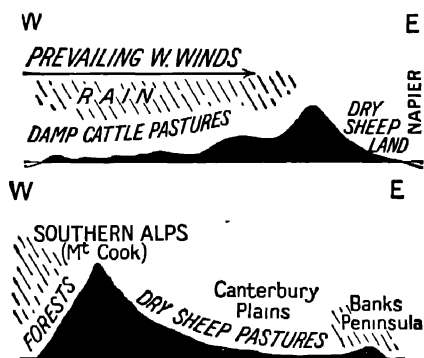 W E
PREVAILING W. WINDS
RAIN
DAMP CATTLE PASTURES
DRY
SHEEP
LAND
NAPIER
W E
SOUTHERN ALPS
(Mt Cook)
FORESTS
DRY SHEEP PASTURES
Canterbury
Plains
Banks
Peninsula